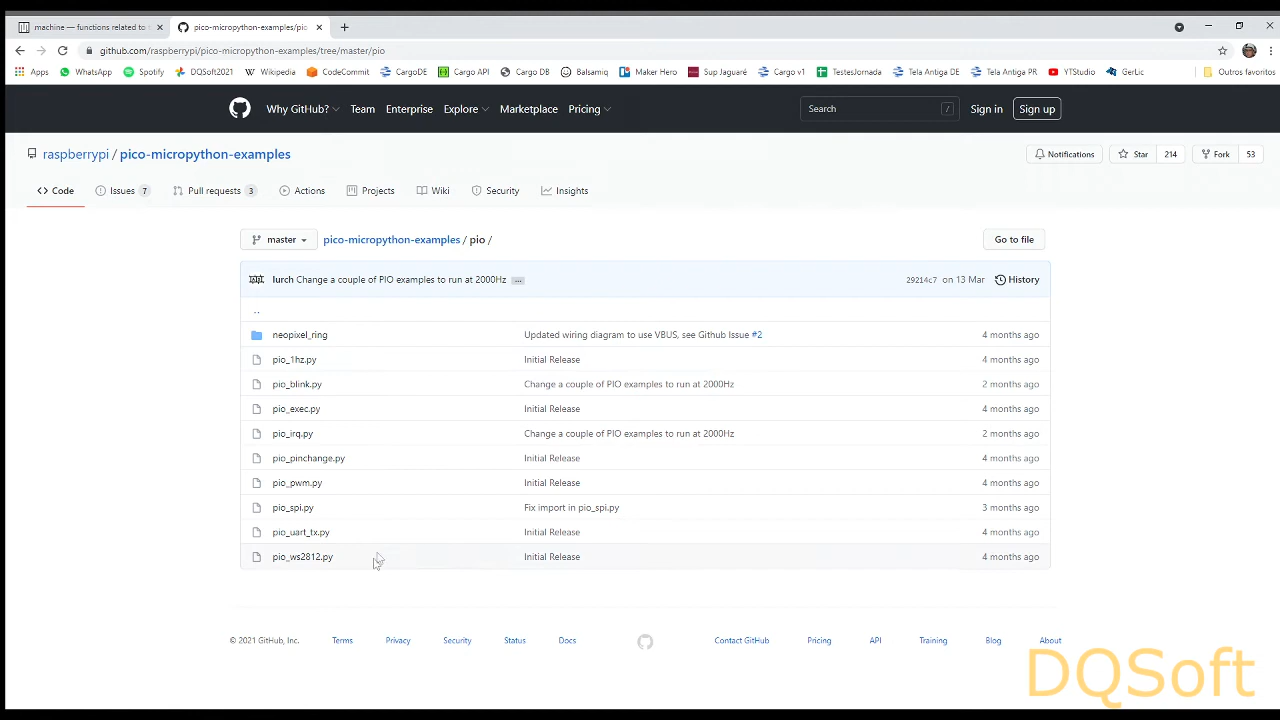 machine — functions related to
pico-micropython-examples/pio
github.com/raspberrypi/pico-micropython-examples/tree/master/pio
Apps WhatsApp Spotify DQSoft2021 Wikipedia CodeCommit CargoDE Cargo API Cargo DB Balsamiq Maker Hero Sup Jaguaré Cargo v1 TestesJornada Tela Antiga DE Tela Antiga PR YTStudio GerLic Outros favoritos
Why GitHub? Team Enterprise Explore Marketplace Pricing Search / Sign in Sign up
raspberrypi / pico-micropython-examples Notifications Star 214 Fork 53
Code Issues 7 Pull requests 3 Actions Projects Wiki Security Insights
master pico-micropython-examples / pio / Go to file
lurch Change a couple of PIO examples to run at 2000Hz ... 29214c7 on 13 Mar History
..
neopixel_ring Updated wiring diagram to use VBUS, see Github Issue #2 4 months ago
pio_1hz.py Initial Release 4 months ago
pio_blink.py Change a couple of PIO examples to run at 2000Hz 2 months ago
pio_exec.py Initial Release 4 months ago
pio_irq.py Change a couple of PIO examples to run at 2000Hz 2 months ago
pio_pinchange.py Initial Release 4 months ago
pio_pwm.py Initial Release 4 months ago
pio_spi.py Fix import in pio_spi.py 3 months ago
pio_uart_tx.py Initial Release 4 months ago
pio_ws2812.py Initial Release 4 months ago
© 2021 GitHub, Inc. Terms Privacy Security Status Docs Contact GitHub Pricing API Training Blog About
DQSoft